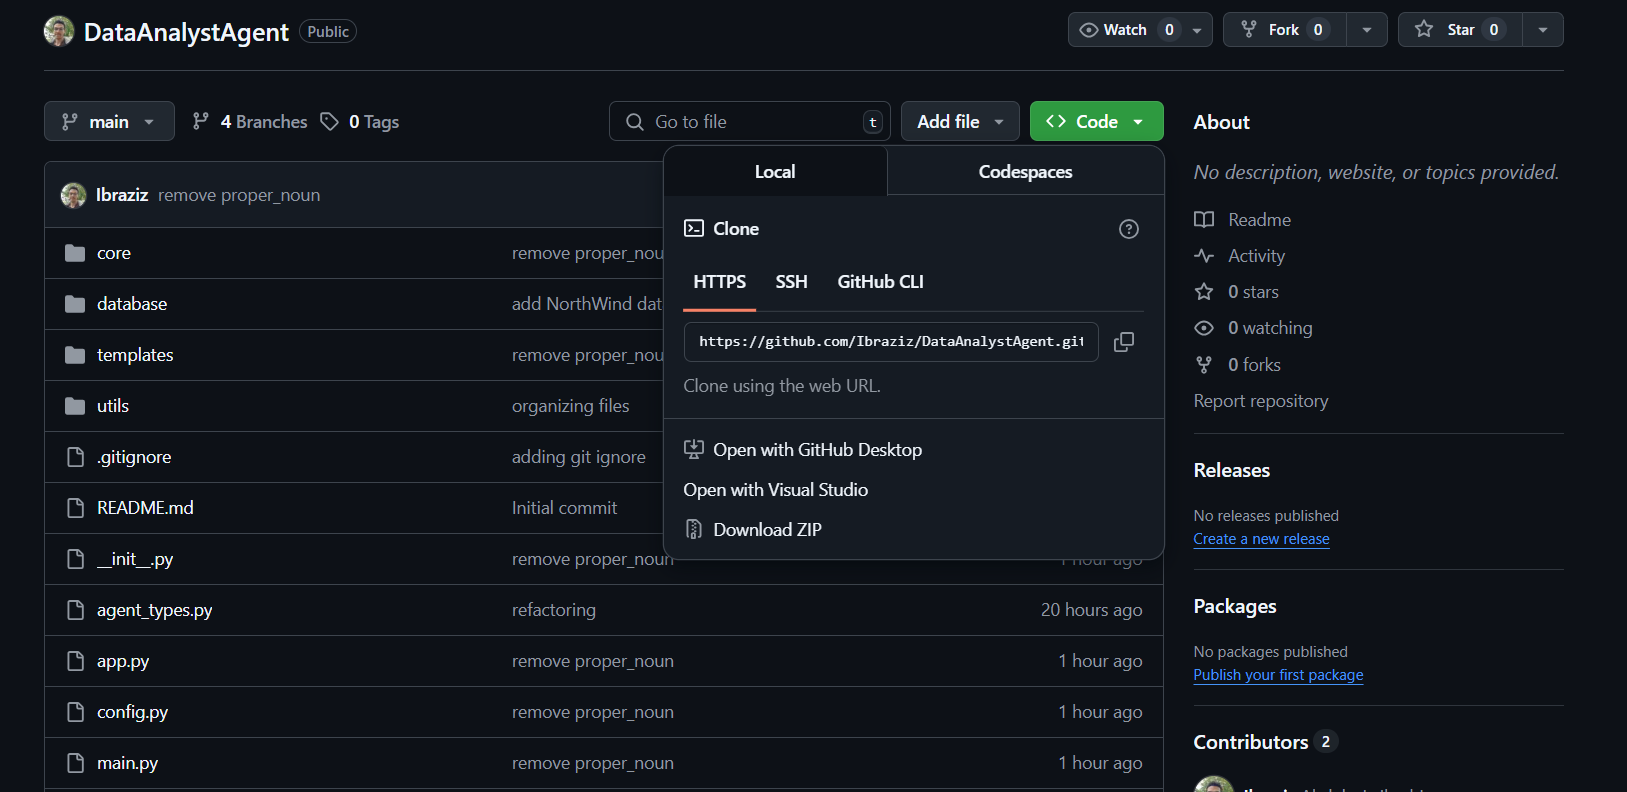 DataAnalystAgent Public
Watch 0
Fork 0
Star 0
main
4 Branches
0 Tags
Go to file
t
Add file
<> Code
Local
Codespaces
Clone
HTTPS
SSH
GitHub CLI
https://github.com/Ibraziz/DataAnalystAgent.git
Clone using the web URL.
Open with GitHub Desktop
Open with Visual Studio
Download ZIP
Ibraziz remove proper_noun
core remove proper_nou
database add NorthWind dat
templates remove proper_nou
utils organizing files
.gitignore adding git ignore
README.md Initial commit
__init__.py remove proper_noun 1 hour ago
agent_types.py refactoring 20 hours ago
app.py remove proper_noun 1 hour ago
config.py remove proper_noun 1 hour ago
main.py remove proper_noun 1 hour ago
About
No description, website, or topics provided.
Readme
Activity
0 stars
0 watching
0 forks
Report repository
Releases
No releases published
Create a new release
Packages
No packages published
Publish your first package
Contributors 2